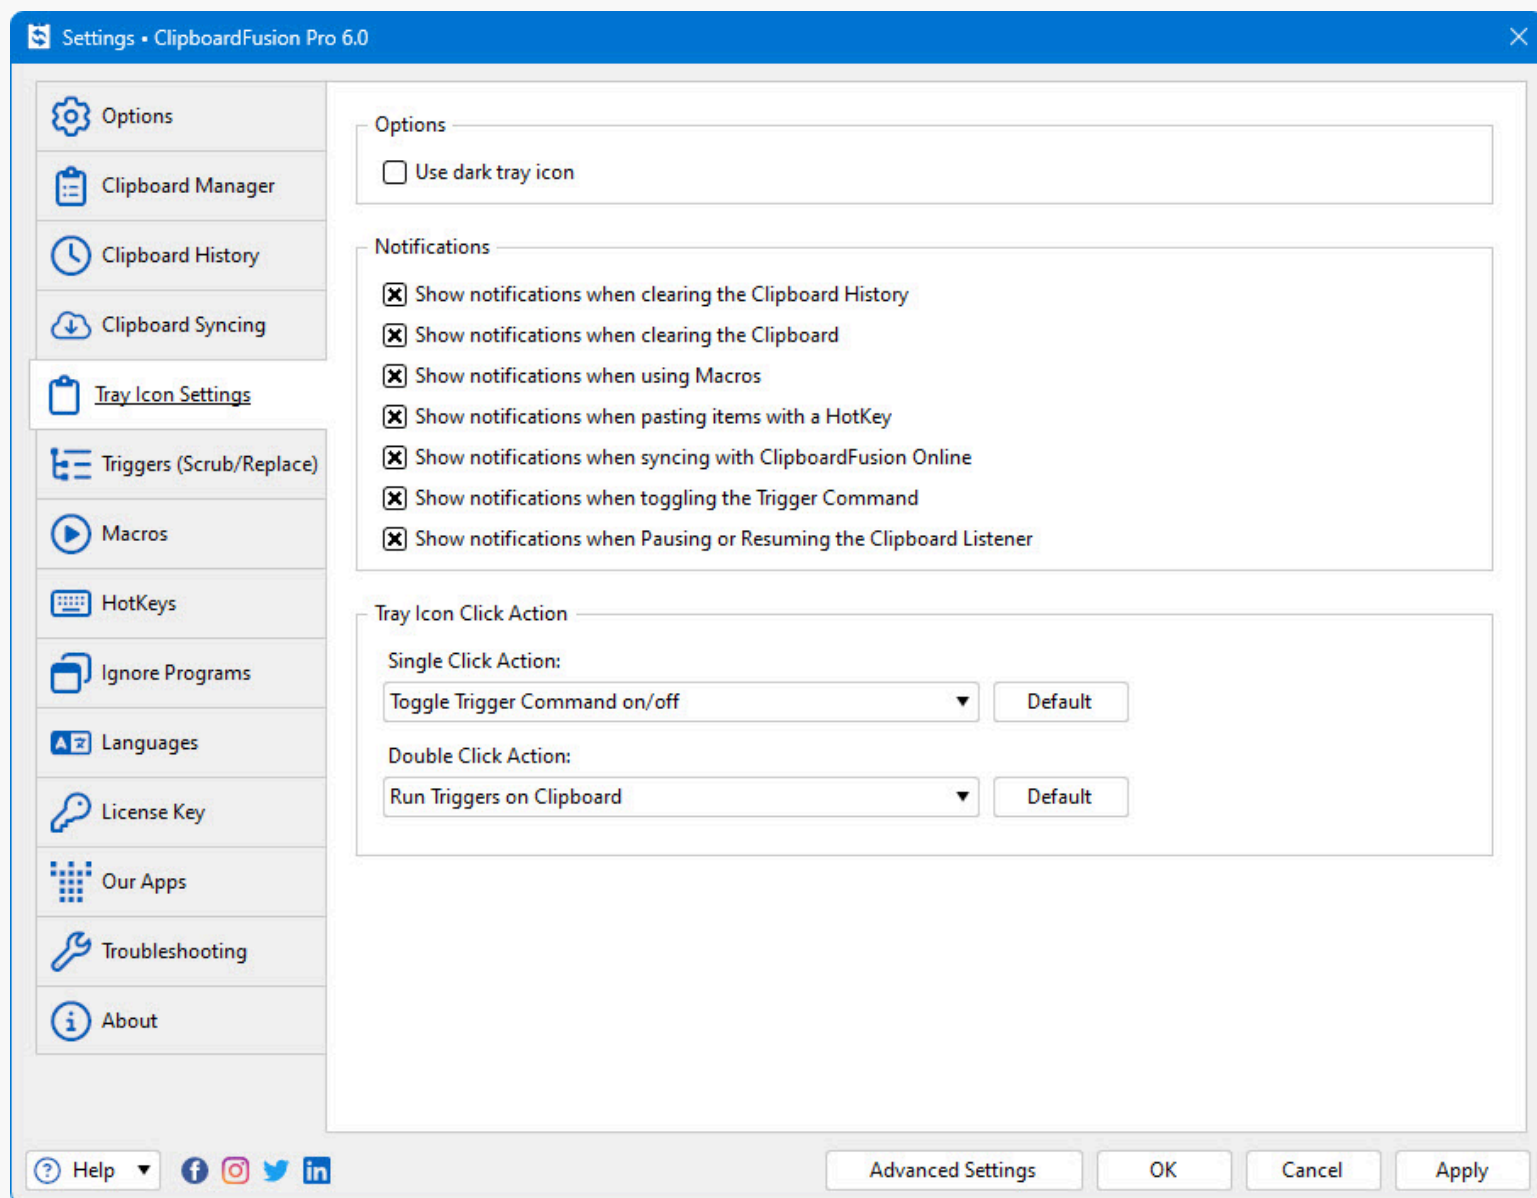 Settings • ClipboardFusion Pro 6.0
Options
Clipboard Manager
Clipboard History
Clipboard Syncing
Tray Icon Settings
Triggers (Scrub/Replace)
Macros
HotKeys
Ignore Programs
Languages
License Key
Our Apps
Troubleshooting
About
Options
Use dark tray icon
Notifications
Show notifications when clearing the Clipboard History
Show notifications when clearing the Clipboard
Show notifications when using Macros
Show notifications when pasting items with a HotKey
Show notifications when syncing with ClipboardFusion Online
Show notifications when toggling the Trigger Command
Show notifications when Pausing or Resuming the Clipboard Listener
Tray Icon Click Action
Single Click Action:
Toggle Trigger Command on/off
Default
Double Click Action:
Run Triggers on Clipboard
Default
Help
Advanced Settings
OK
Cancel
Apply